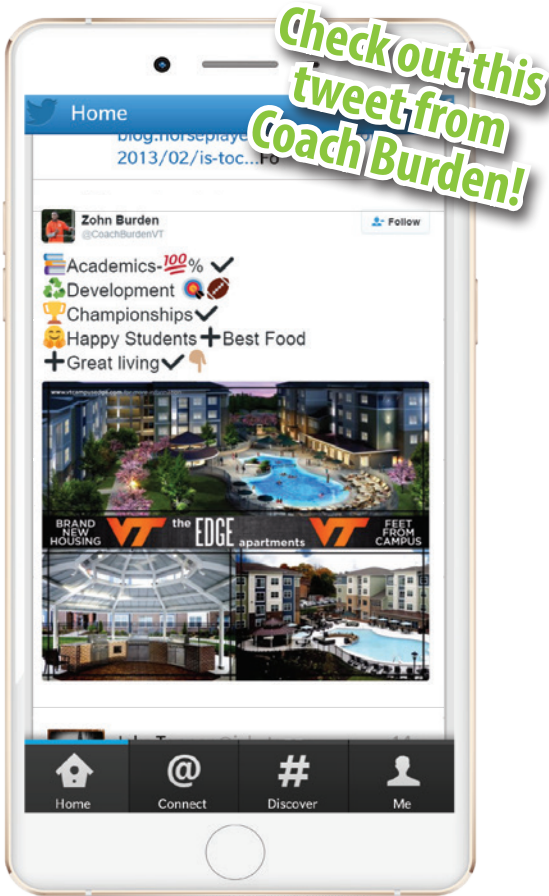 Check out this
tweet from
Coach Burden!
Home
2013/02/is-toc...Fo
Zohn Burden
@CoachBurdenVT
Follow
📚Academics-💯% ✔
♻Development 🎯🏈
🏆Championships✔
🤗Happy Students ➕Best Food
➕Great living✔👇🏼
BRAND
NEW
HOUSING
VT
the EDGE apartments
VT
FEET
FROM
CAMPUS
Home
@
Connect
#
Discover
Me